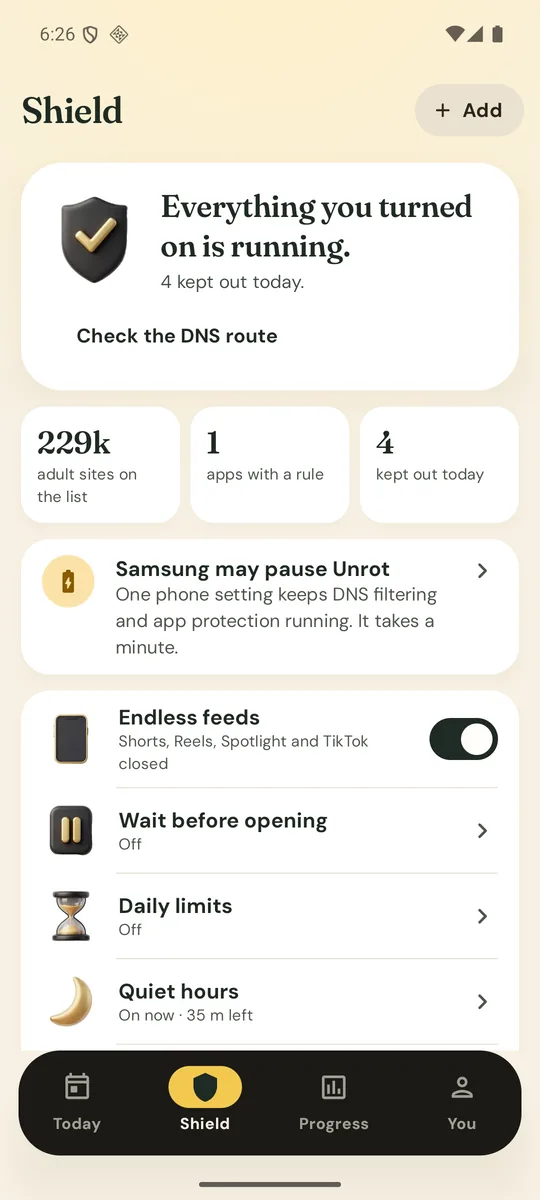 6:26
Shield
+ Add
Everything you turned
on is running.
4 kept out today.
Check the DNS route
229k
adult sites on
the list
1
apps with a rule
4
kept out today
Samsung may pause Unrot
One phone setting keeps DNS filtering
and app protection running. It takes a
minute.
Endless feeds
Shorts, Reels, Spotlight and TikTok
closed
Wait before opening
Off
Daily limits
Off
Quiet hours
On now · 35 m left
Today
Shield
Progress
You